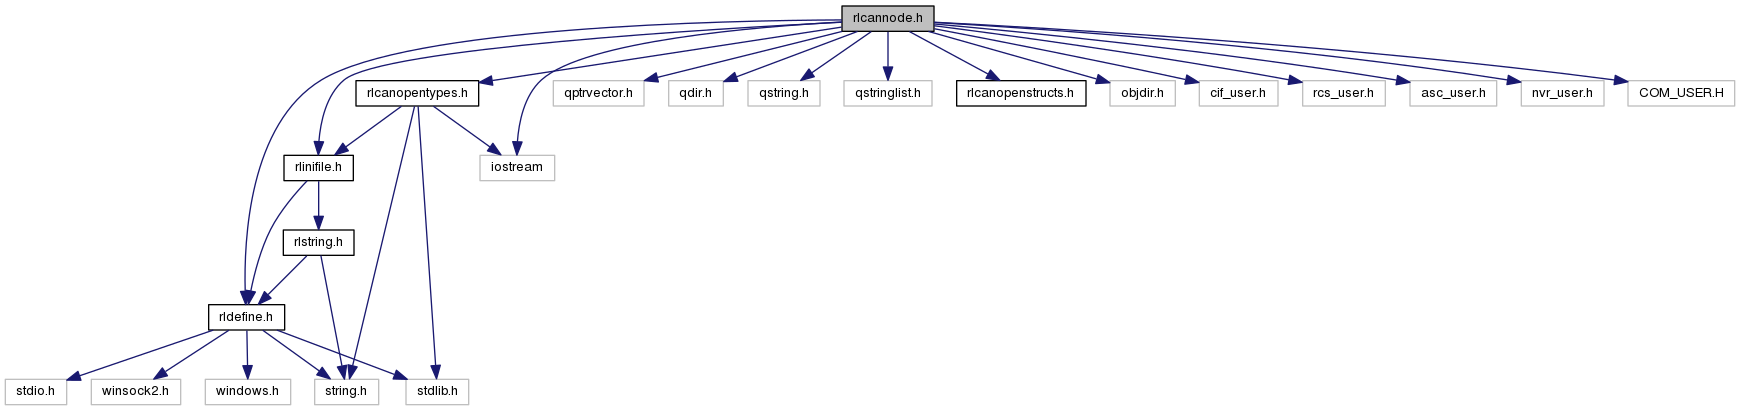 rlcannode.h
rlcanopentypes.h
qptrvector.h
qdir.h
qstring.h
qstringlist.h
rlcanopenstructs.h
objdir.h
cif_user.h
rcs_user.h
asc_user.h
nvr_user.h
COM_USER.H
rlinifile.h
iostream
rlstring.h
rldefine.h
stdio.h
winsock2.h
windows.h
string.h
stdlib.h